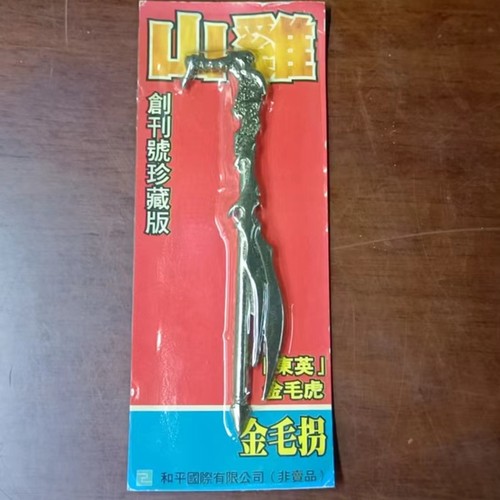 山雞
創刊號珍藏版
「東英」
金毛虎
金毛拐
和平國際有限公司(非賣品)